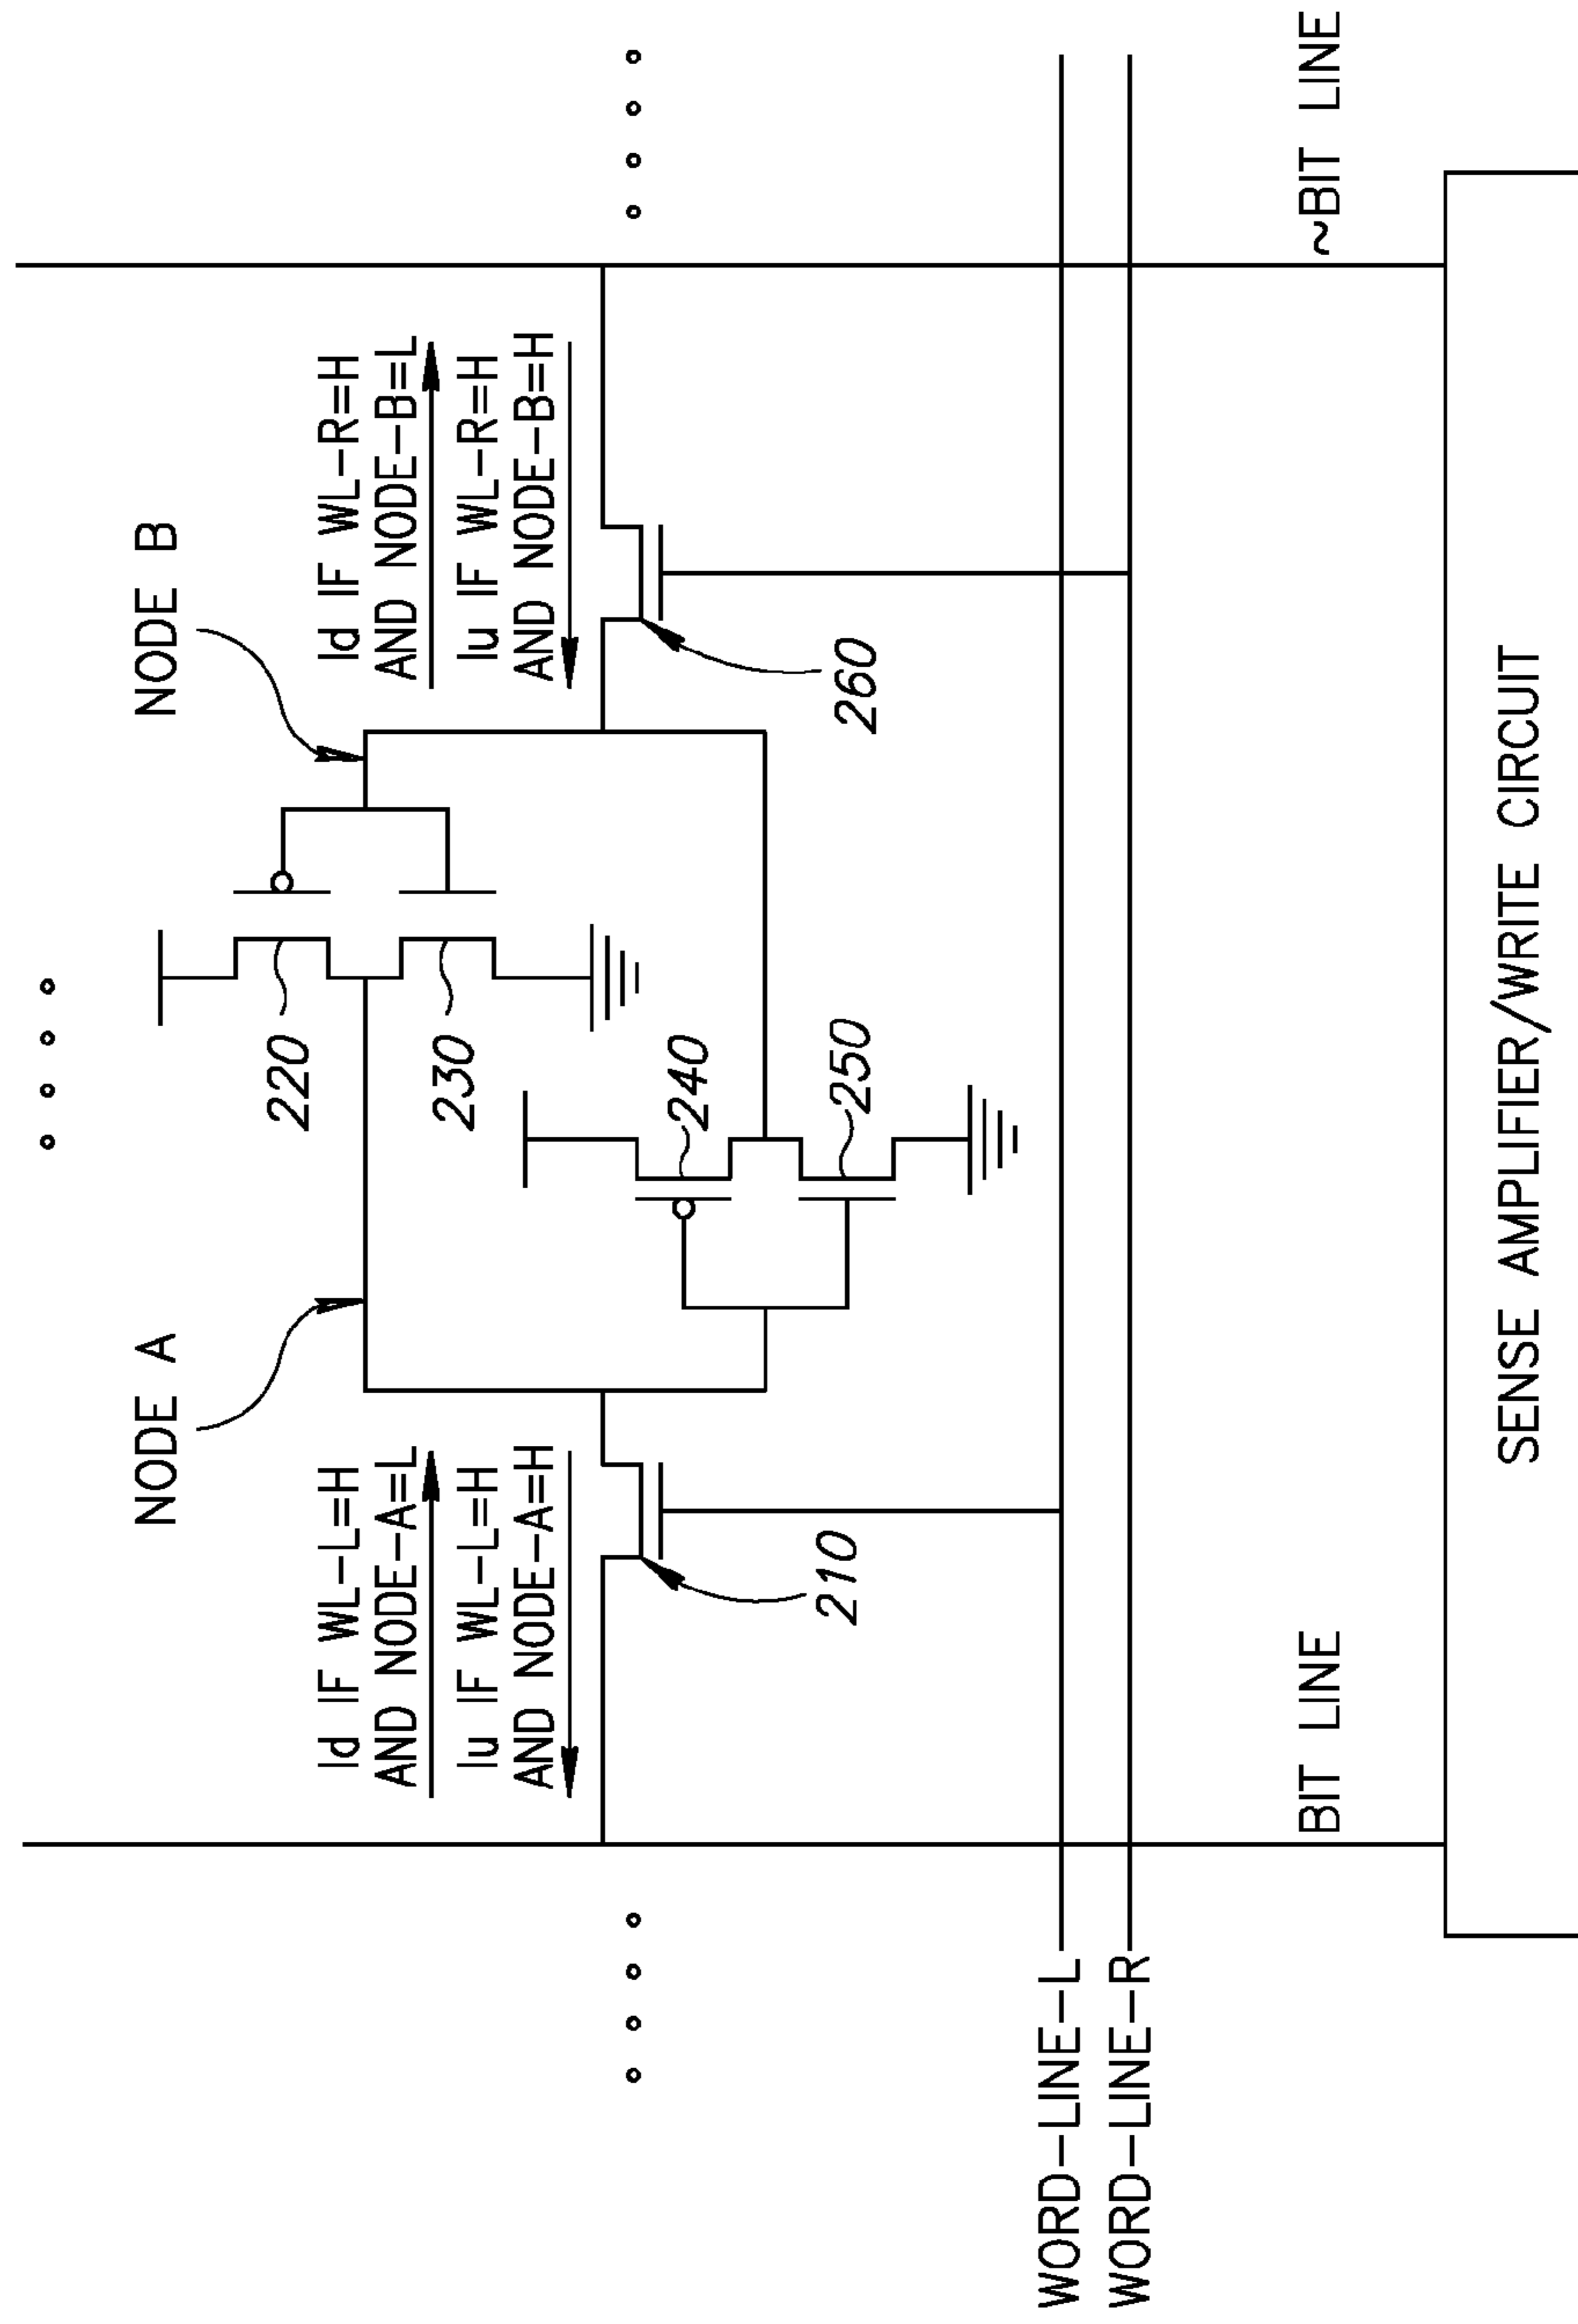 NODE A
NODE B
Id IF WL-L=H
AND NODE-A=L
Iu IF WL-L=H
AND NODE-A=H
Id IF WL-R=H
AND NODE-B=L
Iu IF WL-R=H
AND NODE-B=H
220
230
240
250
210
260
WORD-LINE-L
WORD-LINE-R
BIT LINE
~BIT LINE
SENSE AMPLIFIER/WRITE CIRCUIT